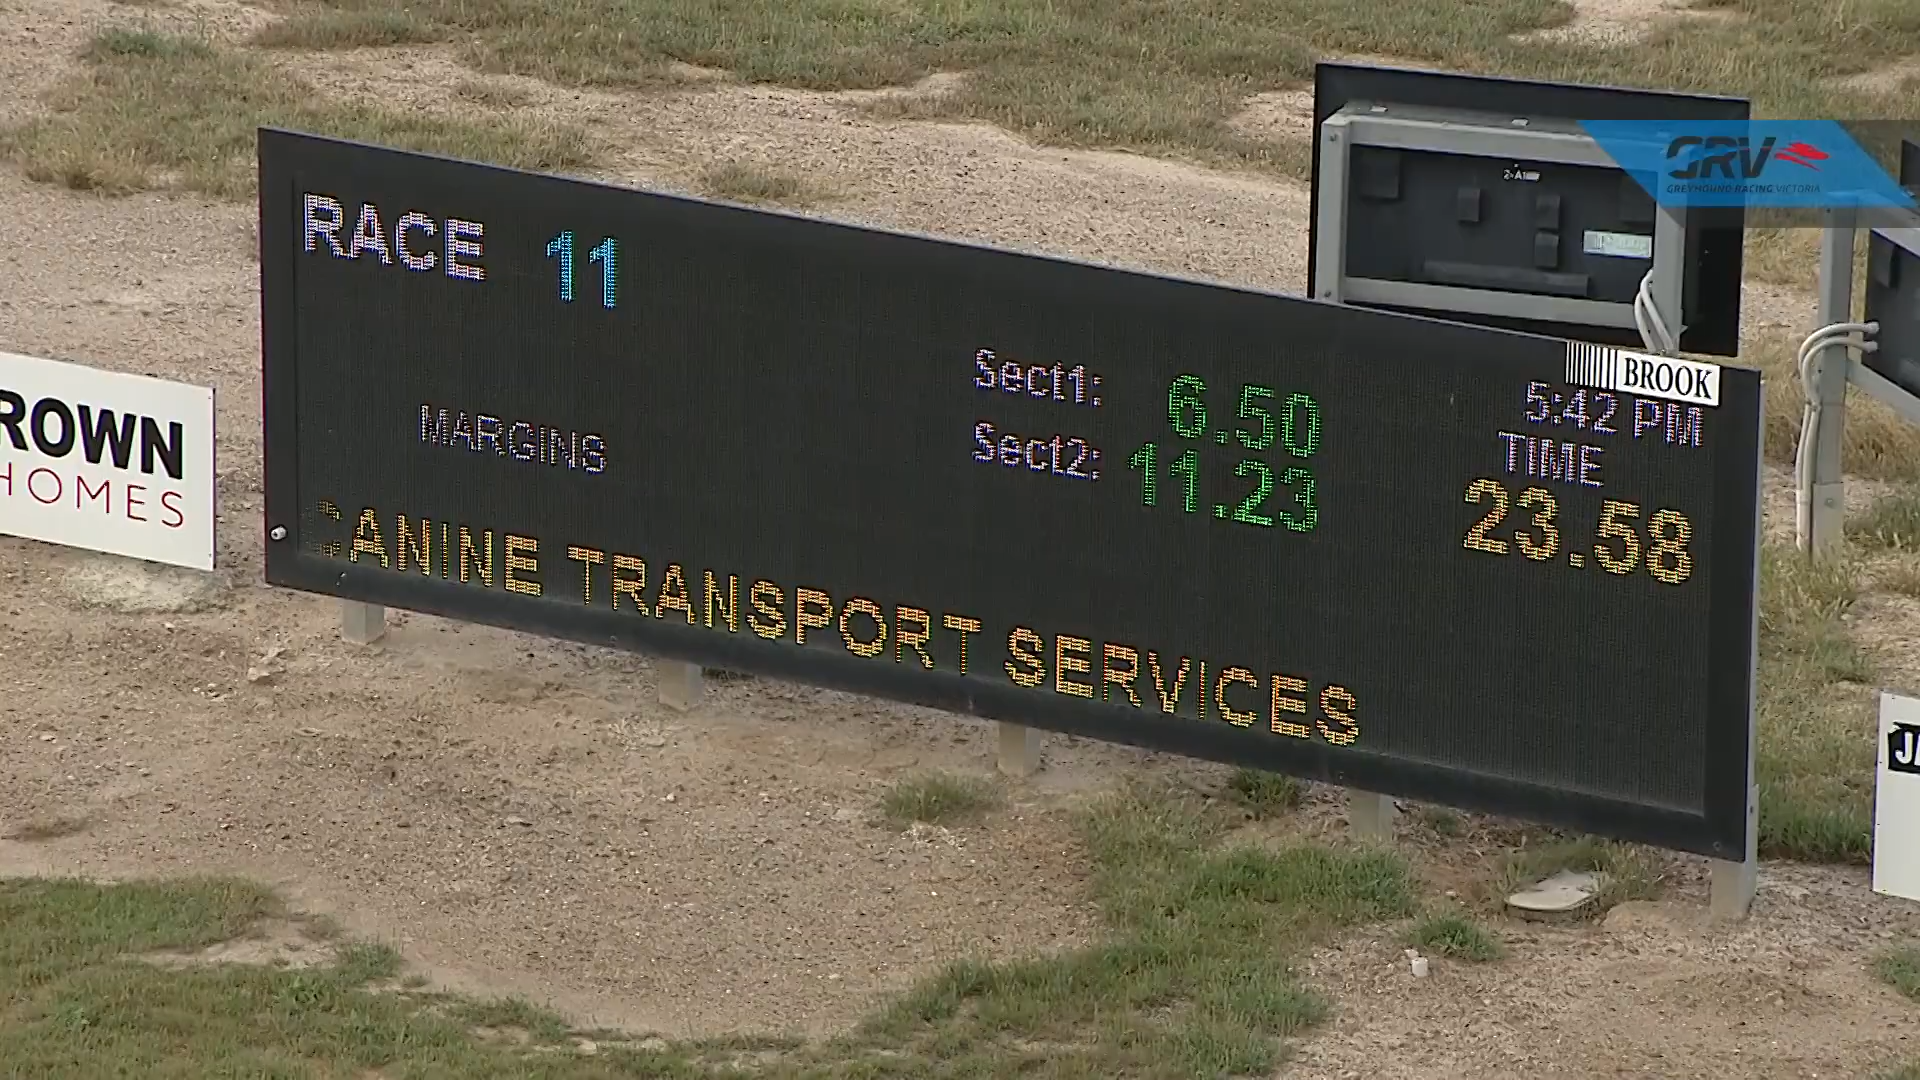 RACE 11
Sect1: 6.50
Sect2: 11.23
MARGINS
BROOK
5:42 PM
TIME
23.58
CANINE TRANSPORT SERVICES
ROWN
HOMES
GRV
GREYHOUND RACING VICTORIA